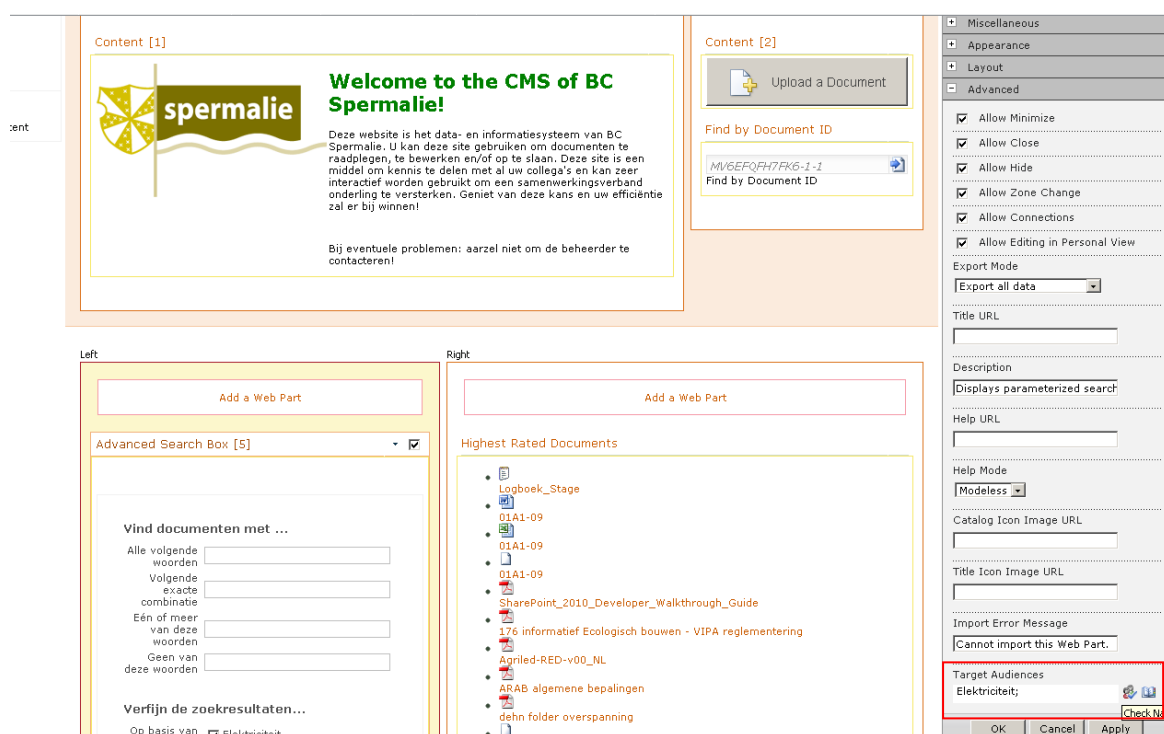 tent
Content [1]
spermalie
Welcome to the CMS of BC
Spermalie!
Deze website is het data- en informatiesysteem van BC
Spermalie. U kan deze site gebruiken om documenten te
raadplegen, te bewerken en/of op te slaan. Deze site is een
middel om kennis te delen met al uw collega's en kan zeer
interactief worden gebruikt om een samenwerkingsverband
onderling te versterken. Geniet van deze kans en uw efficiëntie
zal er bij winnen!
Bij eventuele problemen: aarzel niet om de beheerder te
contacteren!
Content [2]
Upload a Document
Find by Document ID
MV6EFQFH7FK6-1-1
Find by Document ID
Left
Add a Web Part
Advanced Search Box [5]
Vind documenten met ...
Alle volgende
woorden
Volgende
exacte
combinatie
Eén of meer
van deze
woorden
Geen van
deze woorden
Verfijn de zoekresultaten...
Op basis van
Elektriciteit
Right
Add a Web Part
Highest Rated Documents
Logboek_Stage
01A1-09
01A1-09
01A1-09
SharePoint_2010_Developer_Walkthrough_Guide
176 informatief Ecologisch bouwen - VIPA reglementering
Agriled-RED-v00_NL
ARAB algemene bepalingen
dehn folder overspanning
Miscellaneous
Appearance
Layout
Advanced
Allow Minimize
Allow Close
Allow Hide
Allow Zone Change
Allow Connections
Allow Editing in Personal View
Export Mode
Export all data
Title URL
Description
Displays parameterized search
Help URL
Help Mode
Modeless
Catalog Icon Image URL
Title Icon Image URL
Import Error Message
Cannot import this Web Part.
Target Audiences
Elektriciteit;
Check Na
OK
Cancel
Apply